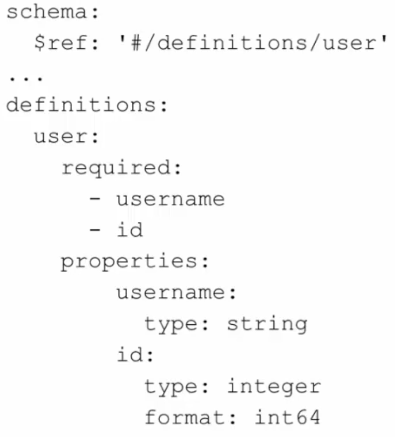 schema:
  $ref: '#/definitions/user'
...
definitions:
  user:
    required:
      - username
      - id
    properties:
        username:
          type: string
        id:
          type: integer
          format: int64